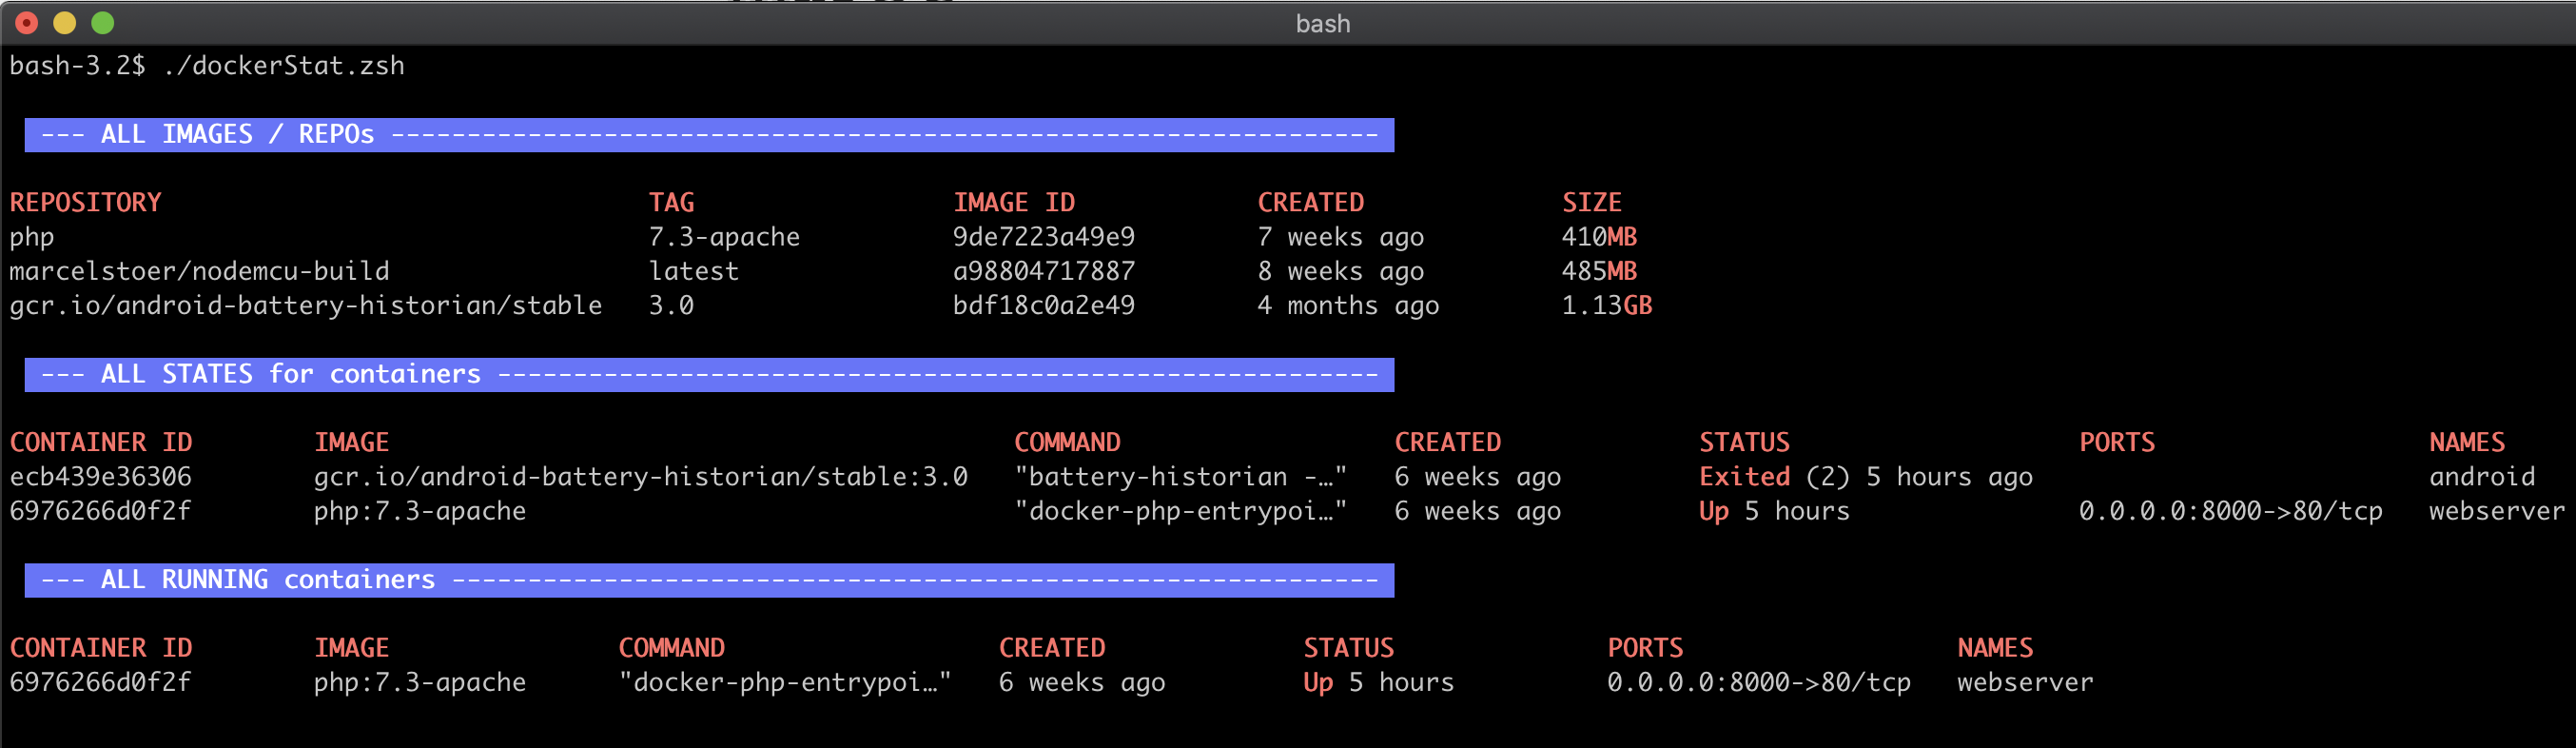 bash
bash-3.2$ ./dockerStat.zsh
--- ALL IMAGES / REPOs -----------------------------------------------------------------
REPOSITORY TAG IMAGE ID CREATED SIZE
php 7.3-apache 9de7223a49e9 7 weeks ago 410MB
marcelstoer/nodemcu-build latest a98804717887 8 weeks ago 485MB
gcr.io/android-battery-historian/stable 3.0 bdf18c0a2e49 4 months ago 1.13GB
--- ALL STATES for containers ----------------------------------------------------------
CONTAINER ID IMAGE COMMAND CREATED STATUS PORTS NAMES
ecb439e36306 gcr.io/android-battery-historian/stable:3.0 "battery-historian -…" 6 weeks ago Exited (2) 5 hours ago android
6976266d0f2f php:7.3-apache "docker-php-entrypoi…" 6 weeks ago Up 5 hours 0.0.0.0:8000->80/tcp webserver
--- ALL RUNNING containers -------------------------------------------------------------
CONTAINER ID IMAGE COMMAND CREATED STATUS PORTS NAMES
6976266d0f2f php:7.3-apache "docker-php-entrypoi…" 6 weeks ago Up 5 hours 0.0.0.0:8000->80/tcp webserver